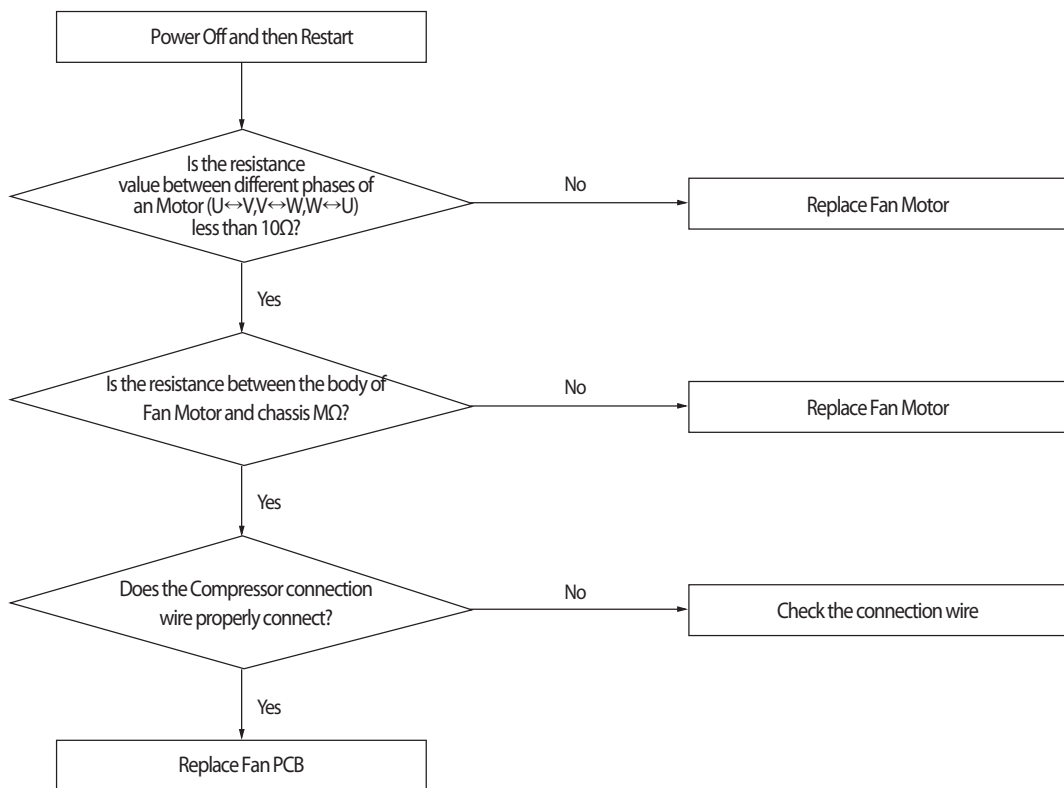 Power Off and then Restart
Is the resistance
value between different phases of
an Motor (U↔V,V↔W,W↔U)
less than 10Ω?
No
Replace Fan Motor
Yes
Is the resistance between the body of
Fan Motor and chassis MΩ?
No
Replace Fan Motor
Yes
Does the Compressor connection
wire properly connect?
No
Check the connection wire
Yes
Replace Fan PCB